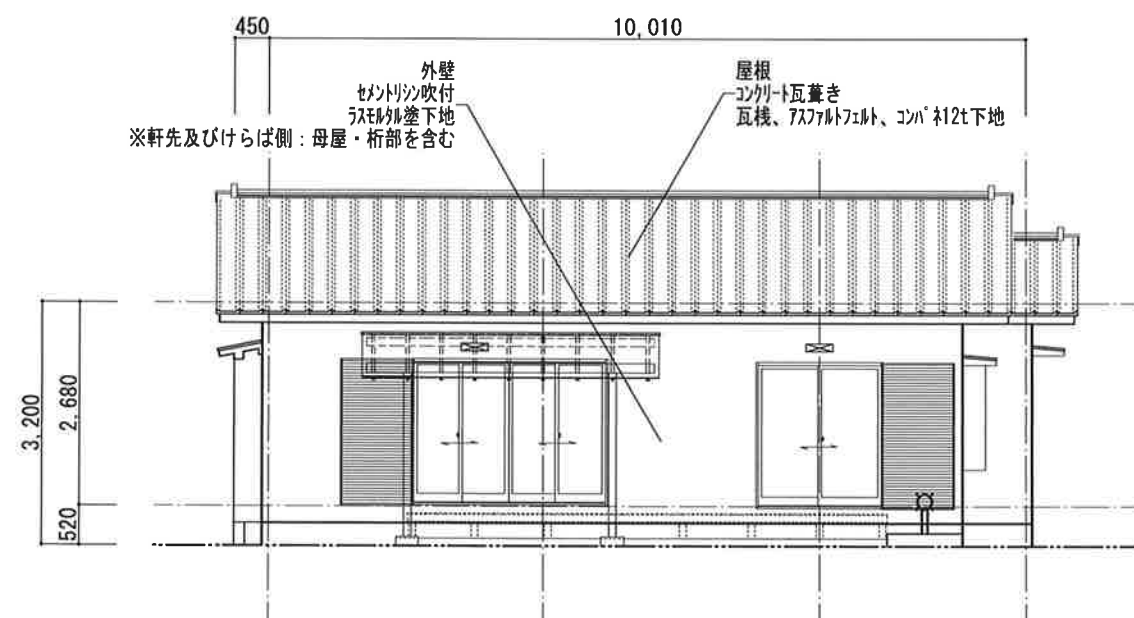 450
10,010
外壁
セメントリシン吹付
ラスモルタル塗下地
※軒先及びけらば側：母屋・桁部を含む
屋根
コンクリート瓦葺き
瓦桟、アスファルトフェルト、コンパネ12t下地
3,200
2,680
520